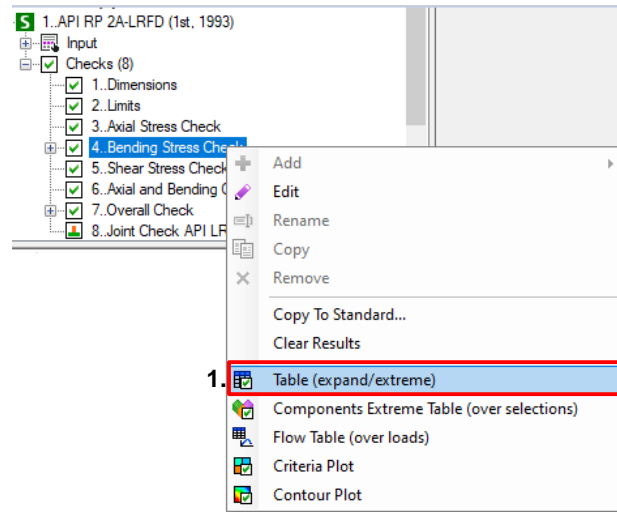 S 1..API RP 2A-LRFD (1st, 1993)
Input
Checks (8)
1..Dimensions
2..Limits
3..Axial Stress Check
4..Bending Stress Check
5..Shear Stress Check
6..Axial and Bending
7..Overall Check
8..Joint Check API LR
Add
Edit
Rename
Copy
Remove
Copy To Standard...
Clear Results
1. Table (expand/extreme)
Components Extreme Table (over selections)
Flow Table (over loads)
Criteria Plot
Contour Plot